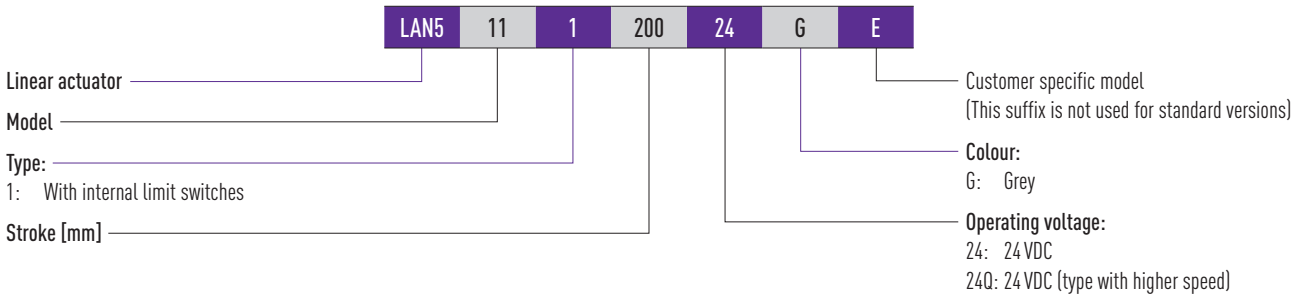 LAN5 11 1 200 24 G E
Linear actuator
Model
Type:
1: With internal limit switches
Stroke [mm]
Customer specific model
(This suffix is not used for standard versions)
Colour:
G: Grey
Operating voltage:
24: 24 VDC
24Q: 24 VDC (type with higher speed)